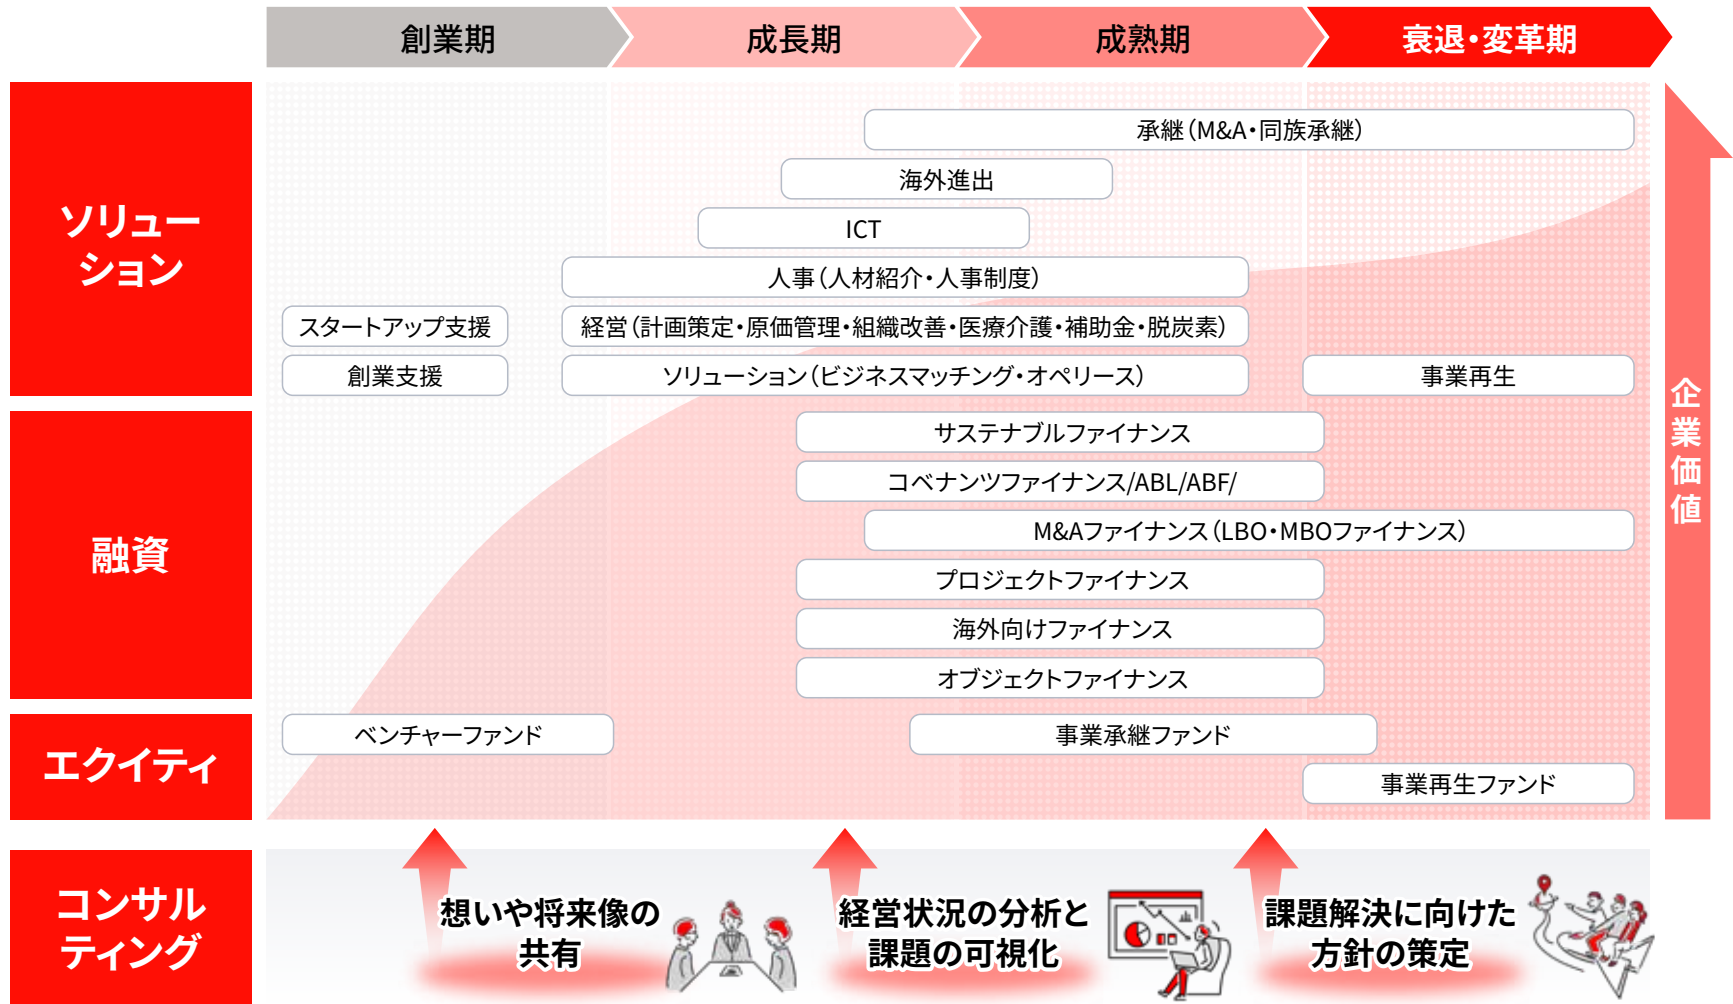 創業期
成長期
成熟期
衰退・変革期
ソリュー
ション
承継（M&A・同族承継）
海外進出
ICT
人事（人材紹介・人事制度）
スタートアップ支援
経営（計画策定・原価管理・組織改善・医療介護・補助金・脱炭素）
創業支援
ソリューション（ビジネスマッチング・オペリース）
事業再生
融資
サステナブルファイナンス
コベナンツファイナンス/ABL/ABF/
M&Aファイナンス（LBO・MBOファイナンス）
プロジェクトファイナンス
海外向けファイナンス
オブジェクトファイナンス
エクイティ
ベンチャーファンド
事業承継ファンド
事業再生ファンド
企業価値
コンサル
ティング
想いや将来像の
共有
経営状況の分析と
課題の可視化
課題解決に向けた
方針の策定